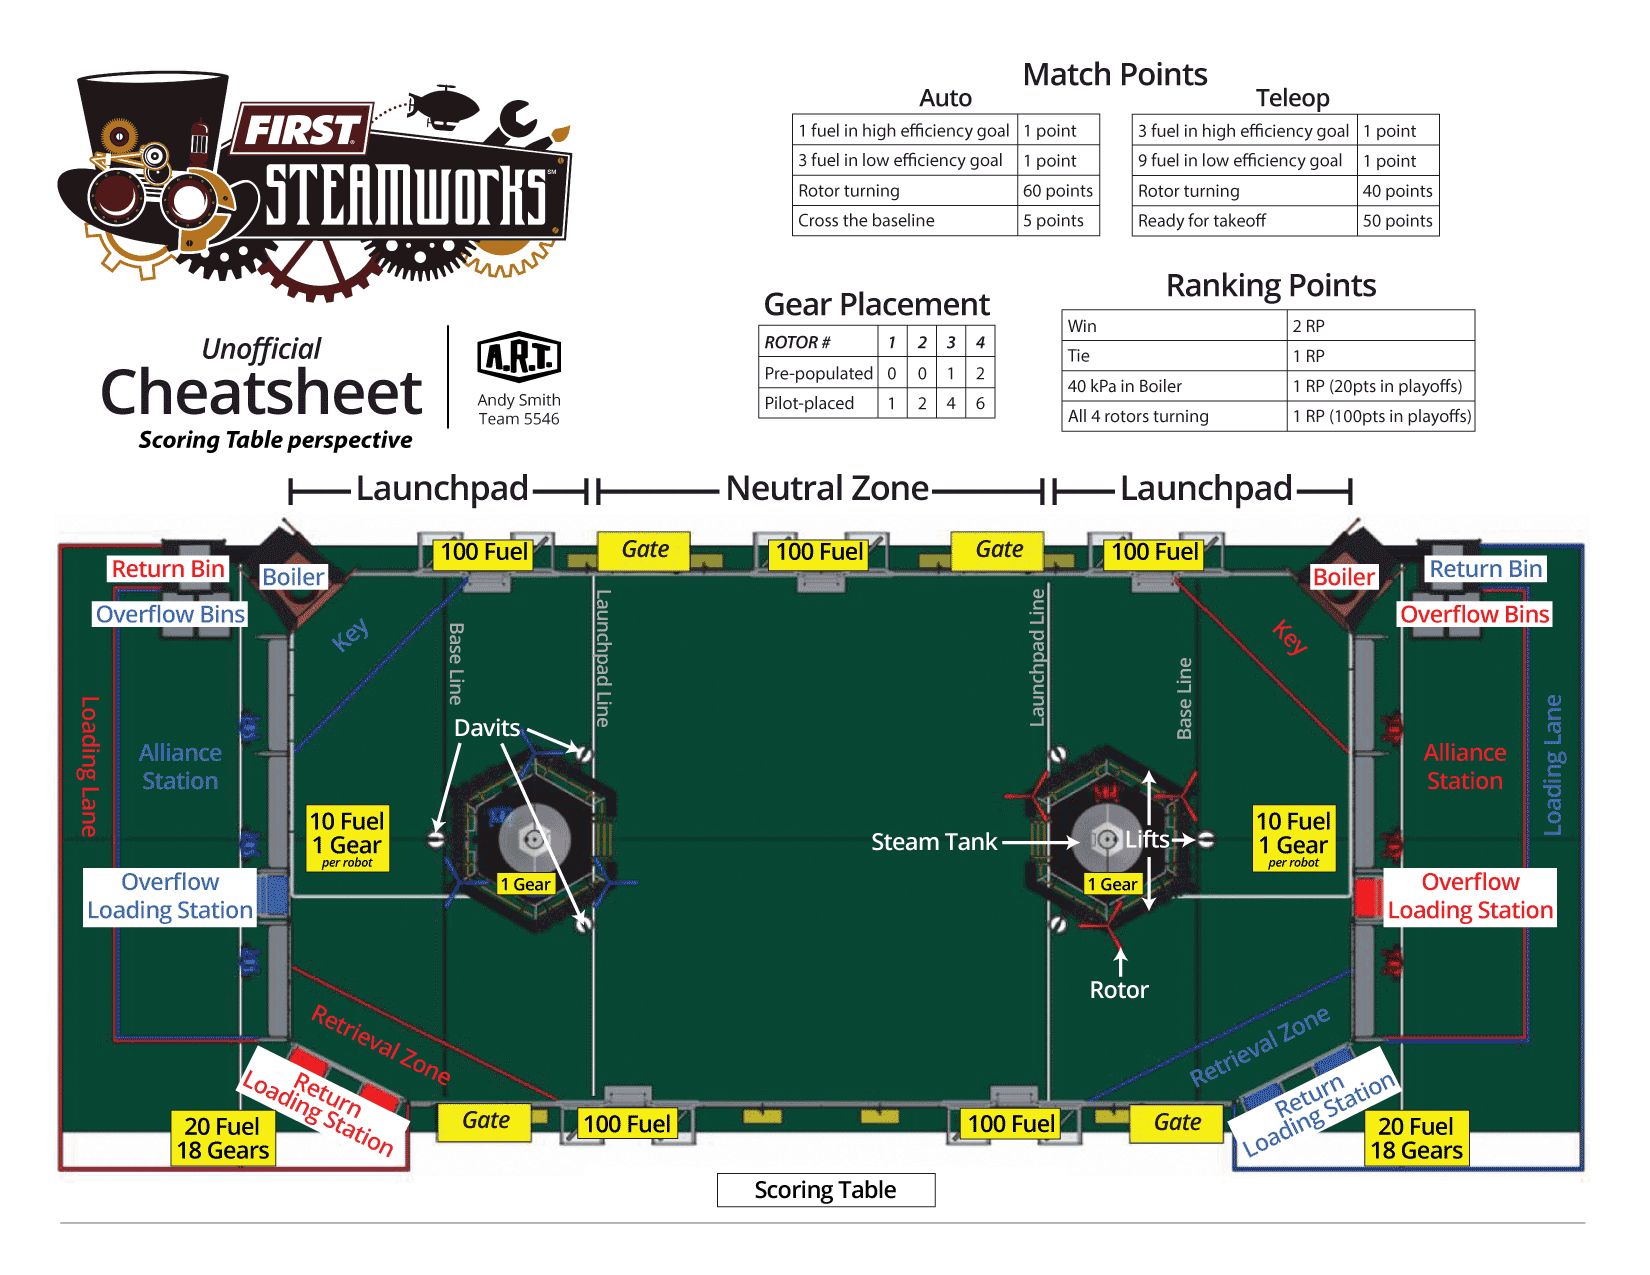 FIRST
STEAMWORKS
SM
Unofficial
Cheatsheet
Scoring Table perspective
A.R.T.
Andy Smith
Team 5546
Match Points
Auto
1 fuel in high efficiency goal 1 point
3 fuel in low efficiency goal 1 point
Rotor turning 60 points
Cross the baseline 5 points
Teleop
3 fuel in high efficiency goal 1 point
9 fuel in low efficiency goal 1 point
Rotor turning 40 points
Ready for takeoff 50 points
Gear Placement
ROTOR # 1 2 3 4
Pre-populated 0 0 1 2
Pilot-placed 1 2 4 6
Ranking Points
Win 2 RP
Tie 1 RP
40 kPa in Boiler 1 RP (20pts in playoffs)
All 4 rotors turning 1 RP (100pts in playoffs)
Launchpad Neutral Zone Launchpad
100 Fuel Gate 100 Fuel Gate 100 Fuel
Return Bin
Boiler
Overflow Bins
Boiler
Return Bin
Overflow Bins
Key
Base Line
Launchpad Line
Launchpad Line
Base Line
Key
Loading Lane
Alliance
Station
Davits
Alliance
Station
Loading Lane
10 Fuel
1 Gear
per robot
Steam Tank
Lifts
10 Fuel
1 Gear
per robot
Overflow
Loading Station
1 Gear
1 Gear
Overflow
Loading Station
Rotor
Retrieval Zone
Retrieval Zone
Return
Loading Station
Return
Loading Station
20 Fuel
18 Gears
Gate
100 Fuel
100 Fuel
Gate
20 Fuel
18 Gears
Scoring Table